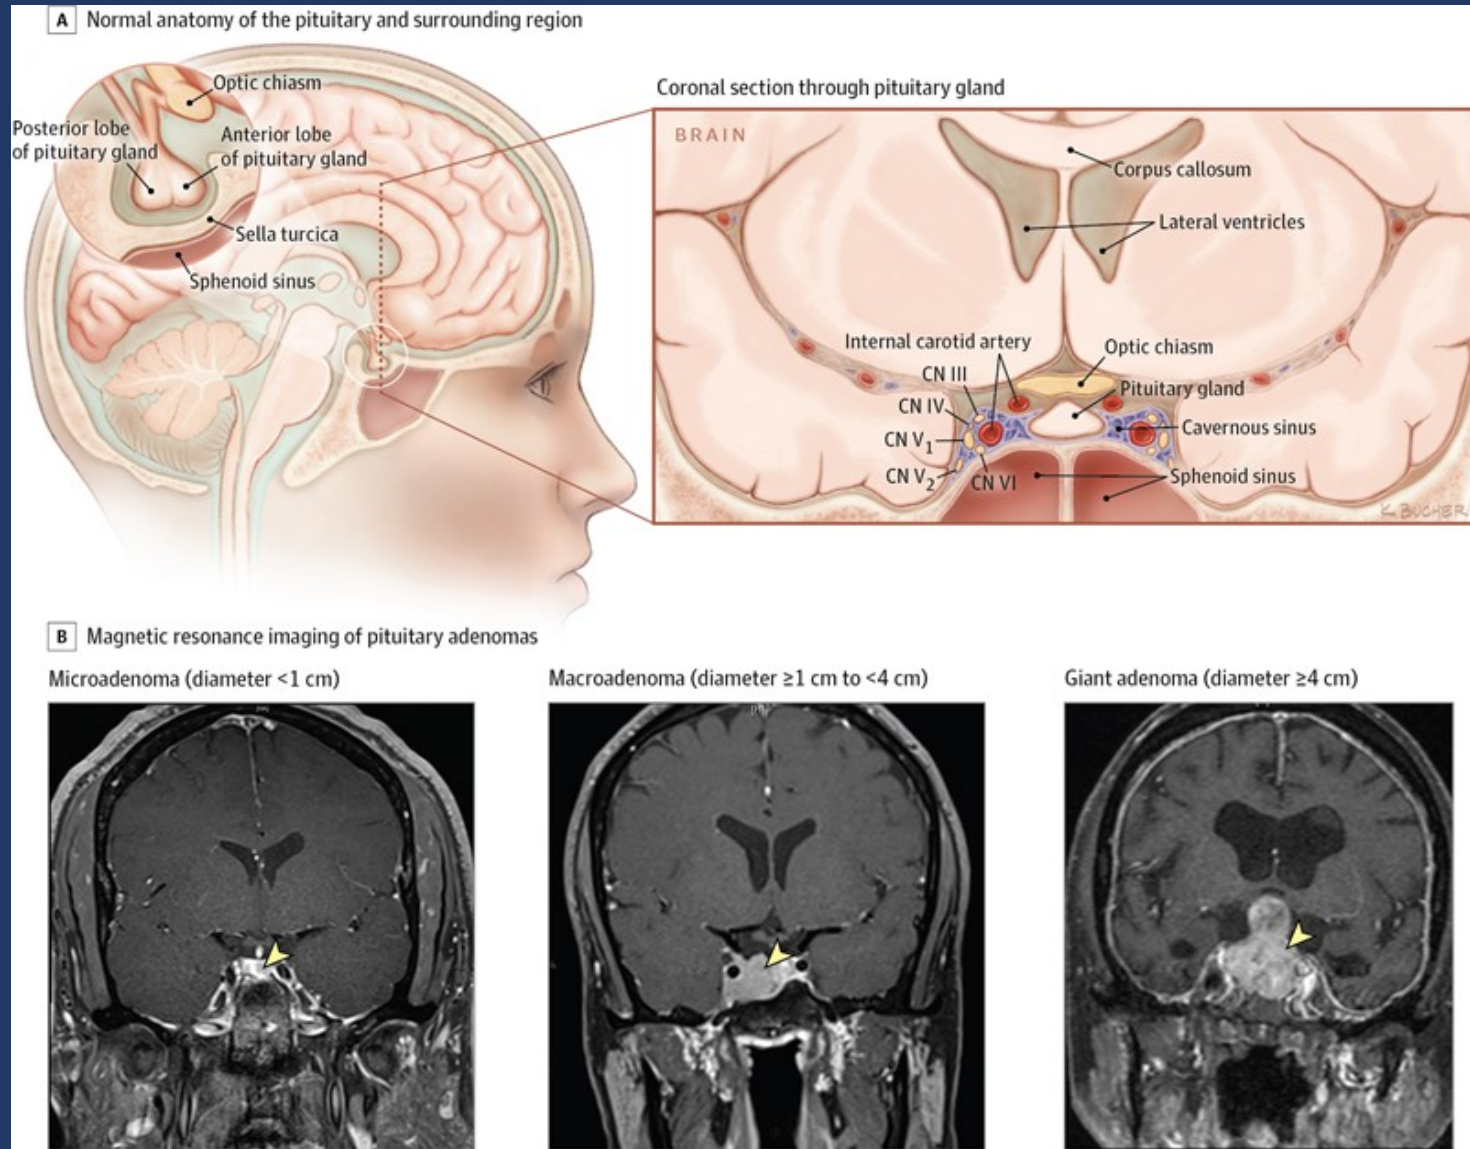 A Normal anatomy of the pituitary and surrounding region
Optic chiasm
Posterior lobe
of pituitary gland
Anterior lobe
of pituitary gland
Sella turcica
Sphenoid sinus
Coronal section through pituitary gland
BRAIN
Corpus callosum
Lateral ventricles
Internal carotid artery
Optic chiasm
CN III
Pituitary gland
CN IV
Cavernous sinus
CN V1
CN V2
CN VI
Sphenoid sinus
K. BUCHER
B Magnetic resonance imaging of pituitary adenomas
Microadenoma (diameter <1 cm)
Macroadenoma (diameter ≥1 cm to <4 cm)
Giant adenoma (diameter ≥4 cm)